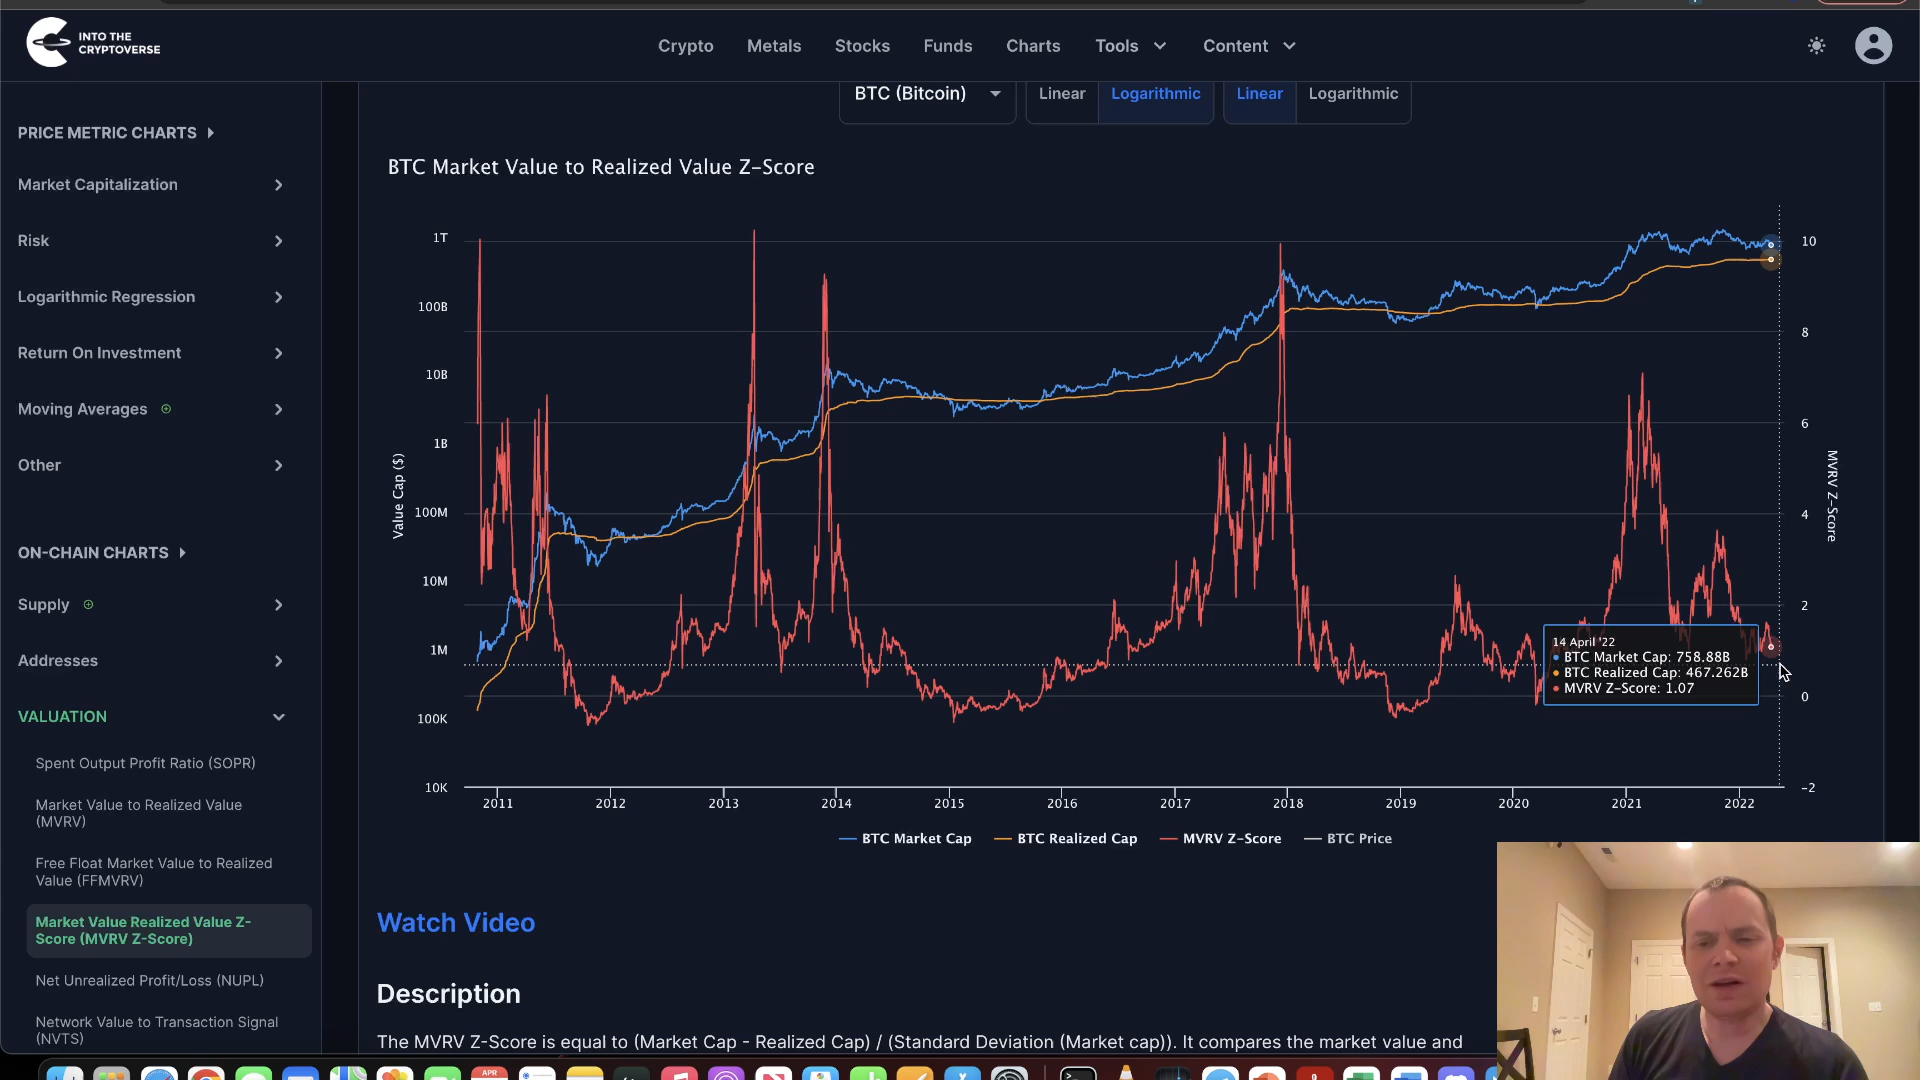 INTO THE
CRYPTOVERSE
Crypto
Metals
Stocks
Funds
Charts
Tools
Content
PRICE METRIC CHARTS
Market Capitalization
Risk
Logarithmic Regression
Return On Investment
Moving Averages
Other
ON-CHAIN CHARTS
Supply
Addresses
VALUATION
Spent Output Profit Ratio (SOPR)
Market Value to Realized Value
(MVRV)
Free Float Market Value to Realized
Value (FFMVRV)
Market Value Realized Value Z-
Score (MVRV Z-Score)
Net Unrealized Profit/Loss (NUPL)
Network Value to Transaction Signal
(NVTS)
BTC (Bitcoin)
Linear
Logarithmic
Linear
Logarithmic
BTC Market Value to Realized Value Z-Score
1T
100B
10B
1B
100M
10M
1M
100K
10K
Value Cap ($)
10
8
6
4
2
0
-2
MVRV Z-Score
14 April '22
BTC Market Cap: 758.88B
BTC Realized Cap: 467.262B
MVRV Z-Score: 1.07
2011
2012
2013
2014
2015
2016
2017
2018
2019
2020
2021
2022
BTC Market Cap
BTC Realized Cap
MVRV Z-Score
BTC Price
Watch Video
Description
The MVRV Z-Score is equal to (Market Cap - Realized Cap) / (Standard Deviation (Market cap)). It compares the market value and
APR